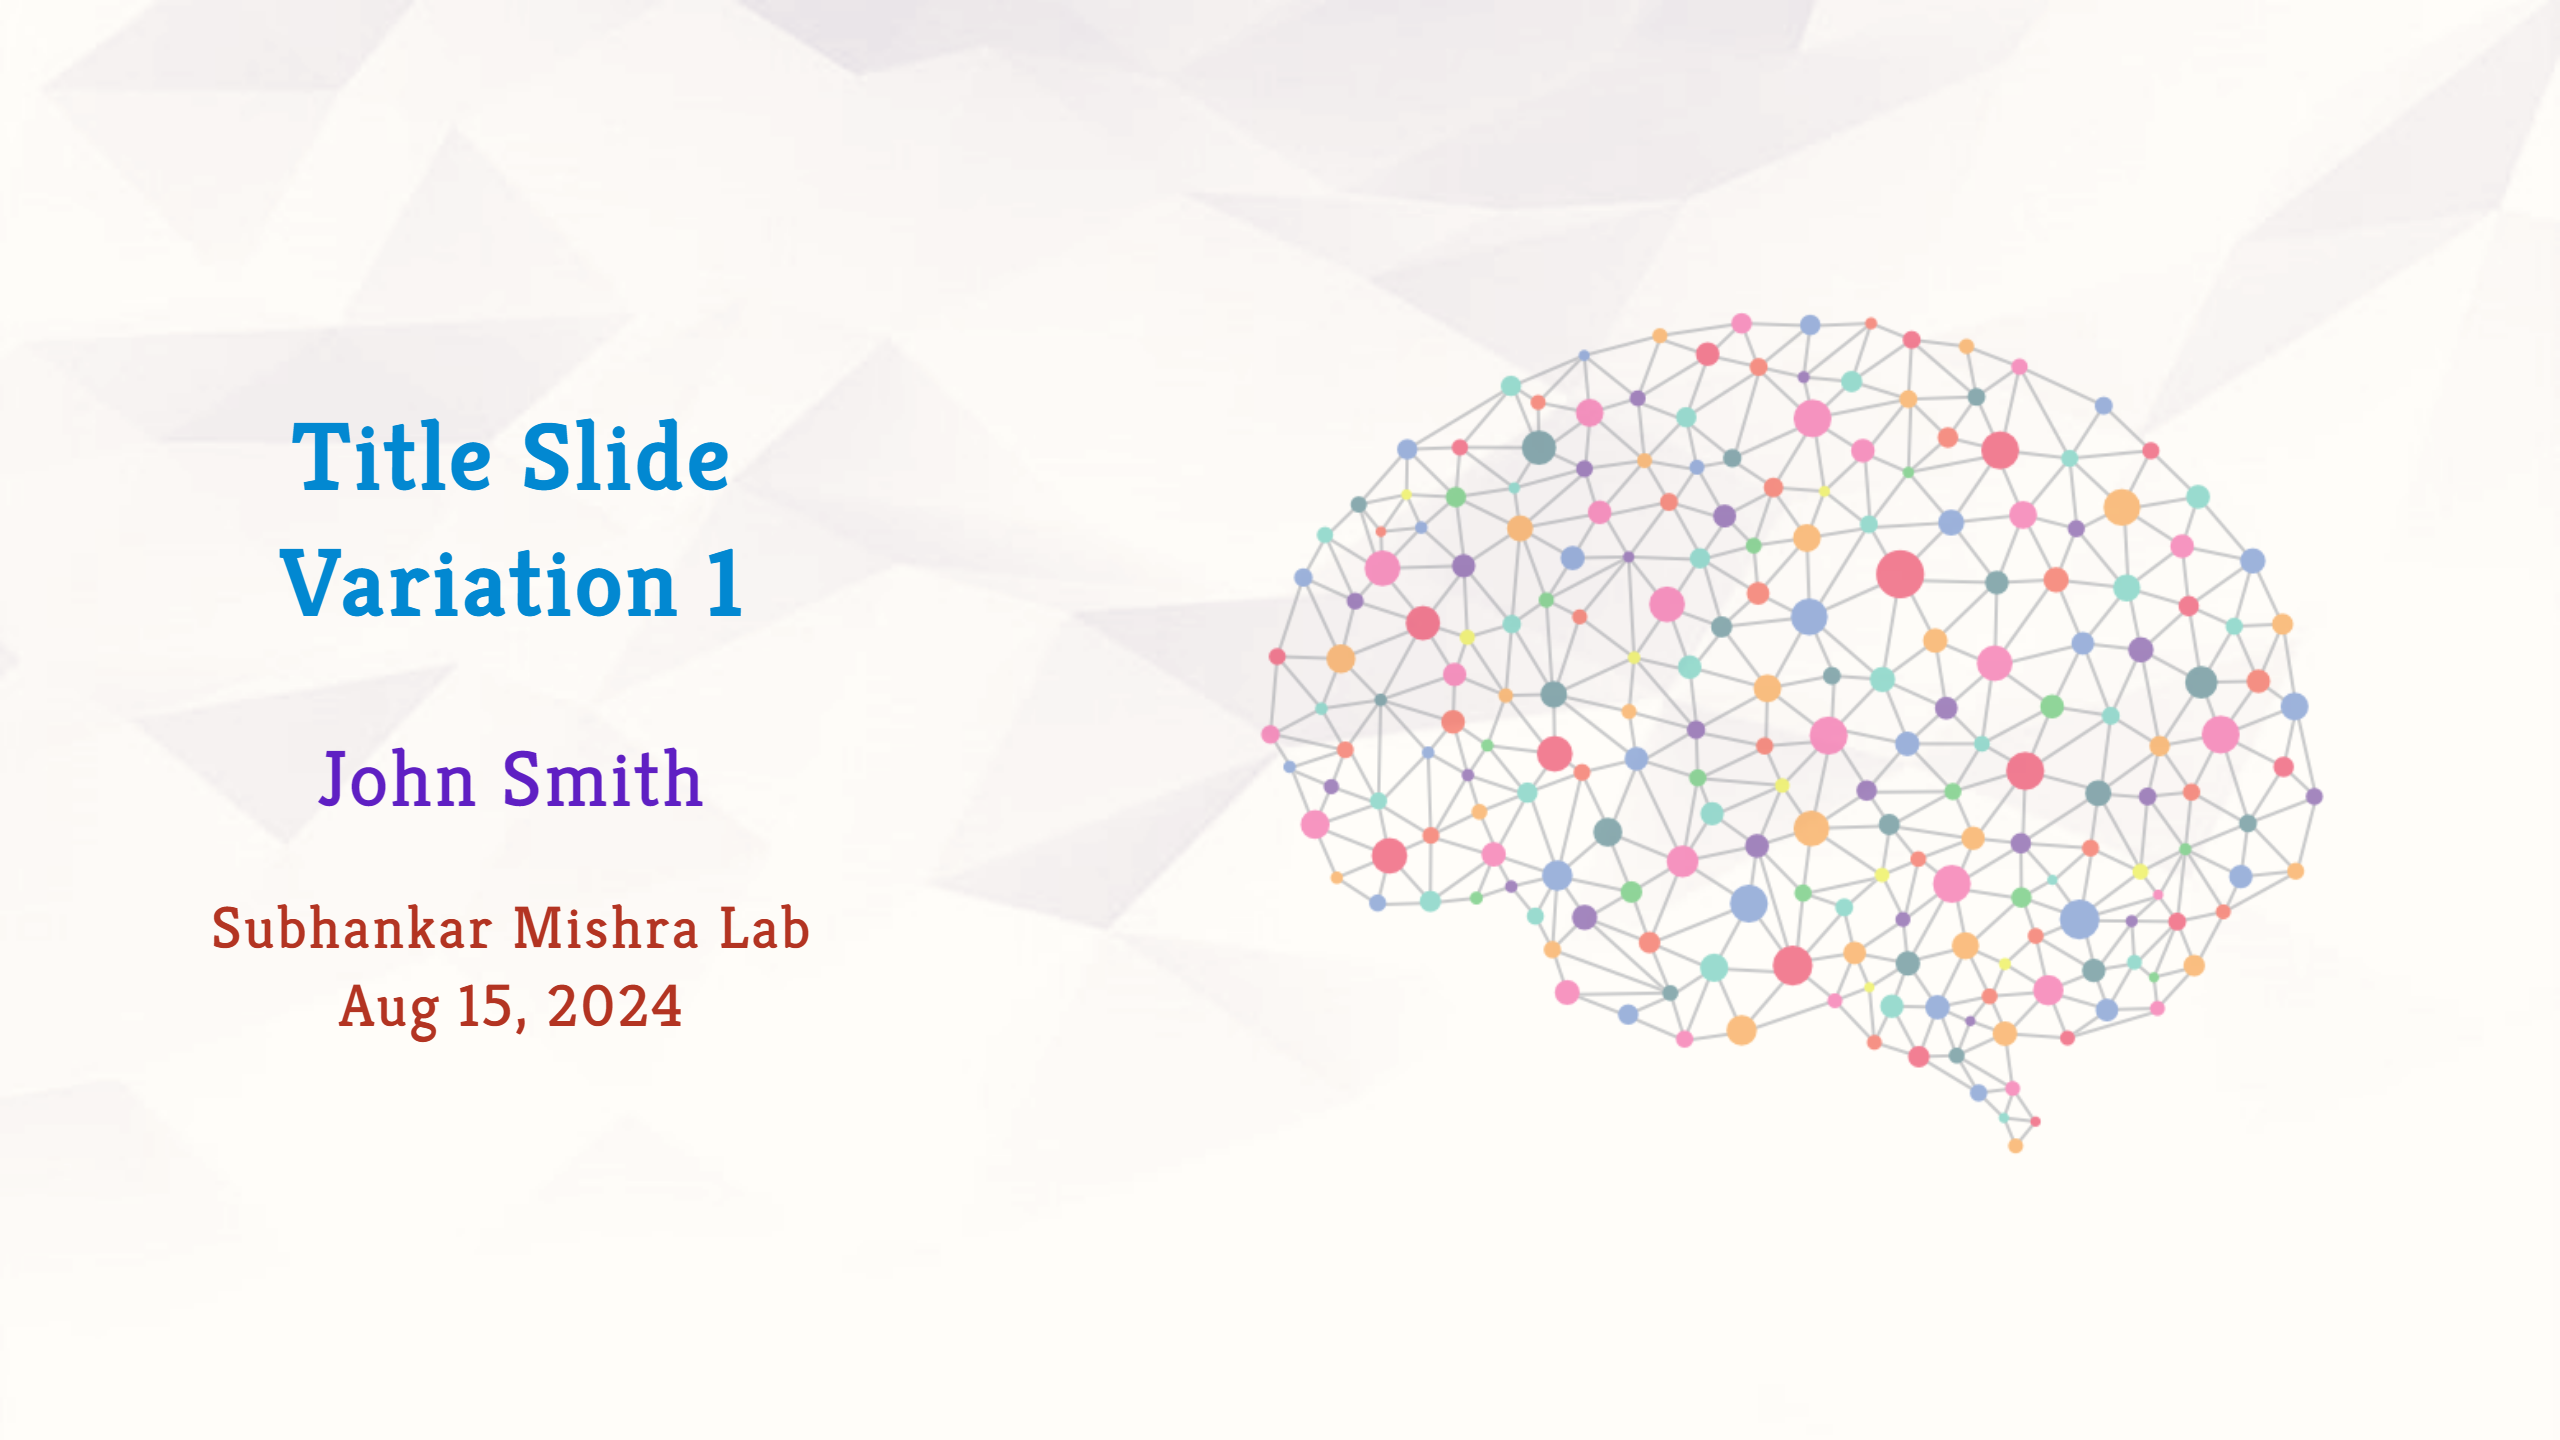 Title Slide
Variation 1
John Smith
Subhankar Mishra Lab
Aug 15, 2024